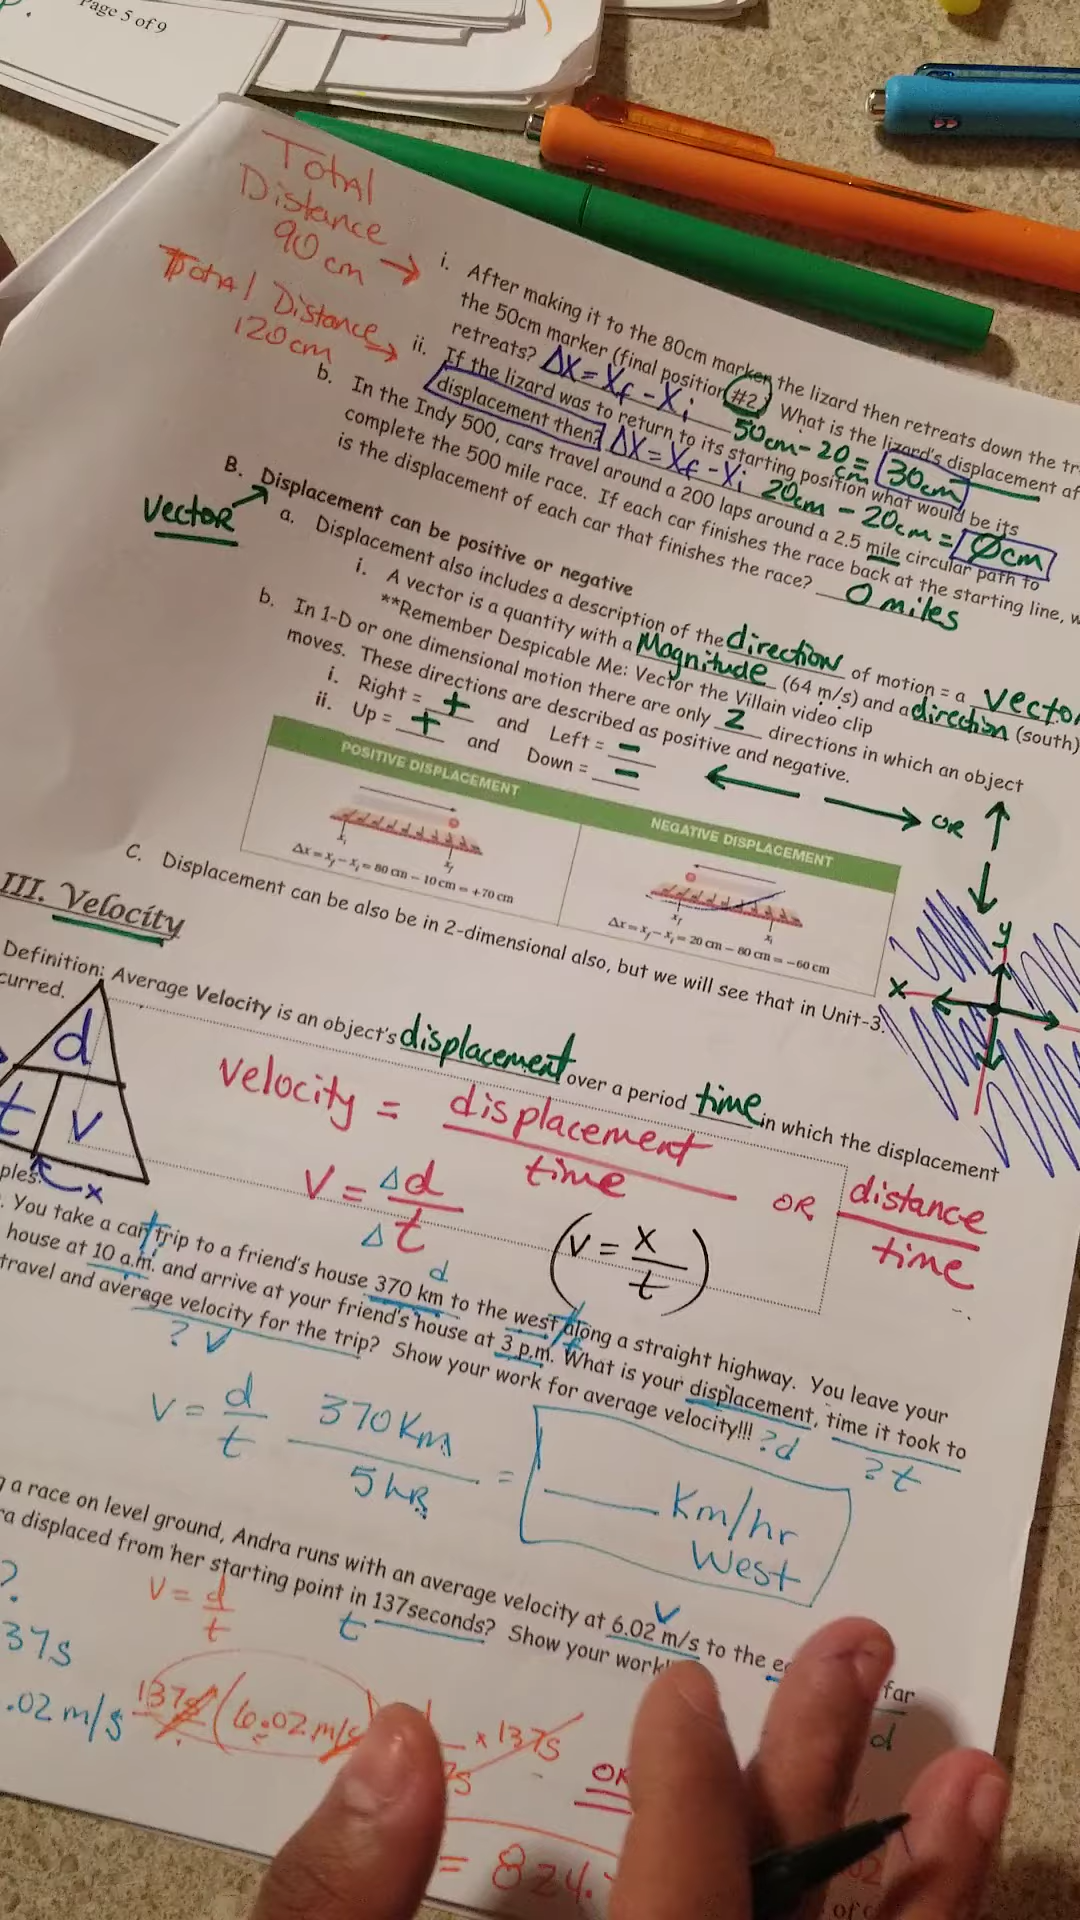 Page 5 of 9
Total
Distance
90 cm →
Total Distance
120 cm →
i. After making it to the 80cm marker the lizard then retreats down the
the 50cm marker (final position #2) What is the lizard's displacement
retreats? ΔX = Xf - Xi 50cm - 20 cm = 30cm
ii. If the lizard was to return to its starting position what would be its
displacement then? ΔX = Xf - Xi 20cm - 20cm = 0cm
b. In the Indy 500, cars travel around a 200 laps around a 2.5 mile circular path to
complete the 500 mile race. If each car finishes the race back at the starting line,
is the displacement of each car that finishes the race? 0 miles
B. Displacement can be positive or negative
vector
a. Displacement also includes a description of the direction of motion = a vector
i. A vector is a quantity with a Magnitude (64 m/s) and a direction (south)
**Remember Despicable Me: Vector the Villain video clip
b. In 1-D or one dimensional motion there are only 2 directions in which an object
moves. These directions are described as positive and negative.
i. Right = + and Left = -
ii. Up = + and Down = -
← → OR ↑ ↓
POSITIVE DISPLACEMENT
NEGATIVE DISPLACEMENT
xi xf
Δx = xf - xi = 80 cm - 10 cm = +70 cm
xf xi
Δx = xf - xi = 20 cm - 80 cm = -60 cm
y
x
C. Displacement can be also be in 2-dimensional also, but we will see that in Unit-3.
III. Velocity
Definition: Average Velocity is an object's displacement over a period time in which the displacement
curred.
d
t v
x
velocity = displacement
time
OR distance
time
v = Δd
Δt
(v = x
t)
ples:
. You take a car trip to a friend's house 370 km to the west along a straight highway. You leave your
house at 10 a.m. and arrive at your friend's house at 3 p.m. What is your displacement, time it took to
travel and average velocity for the trip? Show your work for average velocity!!!
d
? v
?d
?t
v = d
t
370 Km
5 hR
= ___ Km/hr
West
a race on level ground, Andra runs with an average velocity at 6.02 m/s to the
ra displaced from her starting point in 137seconds? Show your work
far
v
t
d
?
37s
.02 m/s
v = d
t
137s (6.02 m/s)
x 137s
OR
= 824.